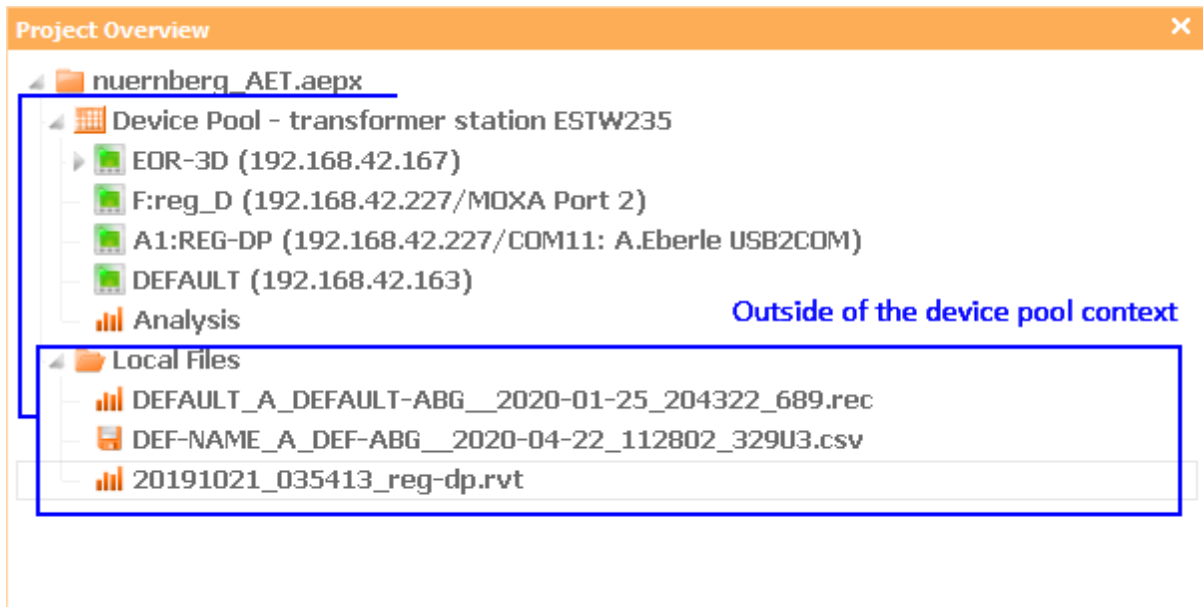 Project Overview
nuernberg_AET.aepx
Device Pool - transformer station ESTW235
EOR-3D (192.168.42.167)
F:reg_D (192.168.42.227/MOXA Port 2)
A1:REG-DP (192.168.42.227/COM11: A.Eberle USB2COM)
DEFAULT (192.168.42.163)
Analysis
Outside of the device pool context
Local Files
DEFAULT_A_DEFAULT-ABG__2020-01-25_204322_689.rec
DEF-NAME_A_DEF-ABG__2020-04-22_112802_329U3.csv
20191021_035413_reg-dp.rvt